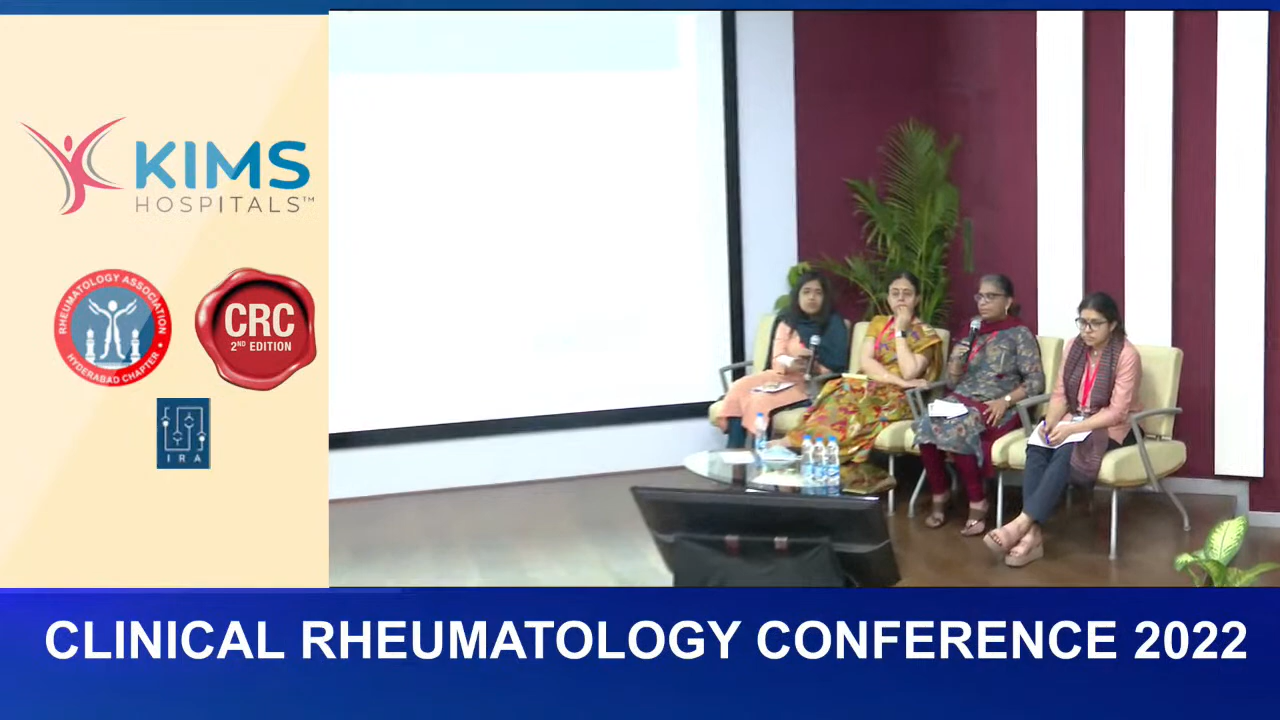 KIMS
HOSPITALS™
RHEUMATOLOGY ASSOCIATION
HYDERABAD CHAPTER
CRC
2ND EDITION
IRA
CLINICAL RHEUMATOLOGY CONFERENCE 2022